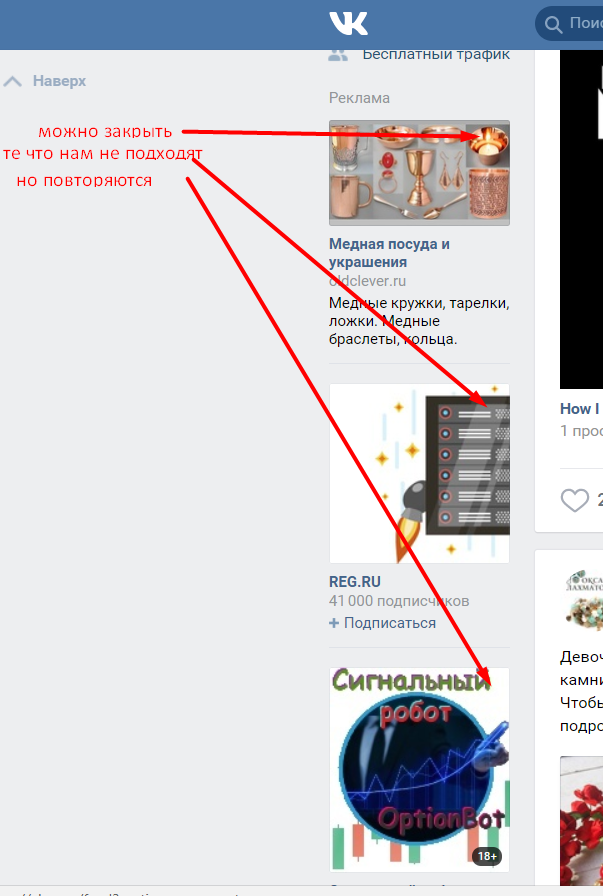 Поис
Бесплатный трафик
Наверх
Реклама
можно закрыть
те что нам не подходят
но повторяются
Медная посуда и
украшения
oldclever.ru
Медные кружки, тарелки,
ложки. Медные
браслеты, кольца.
How I
1 прос
REG.RU
41 000 подписчиков
+ Подписаться
ОКСА
ЛАХМАТО
Девоч
камни
Чтобы
подро
Сигнальный
робот
OptionBot
18+